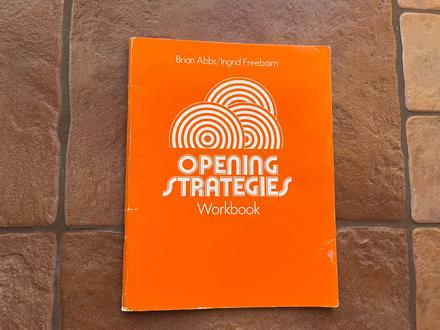 Brian Abbs/Ingrid Freebairn
OPENING
STRATEGIES
Workbook